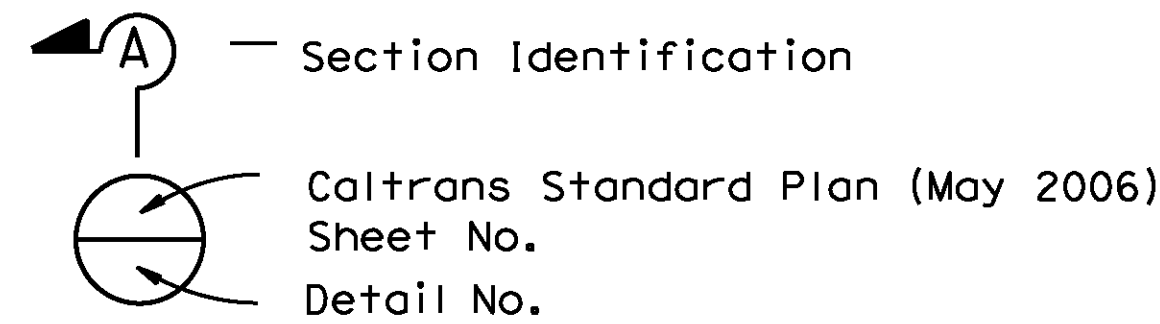 A
Section Identification
Caltrans Standard Plan (May 2006)
Sheet No.
Detail No.